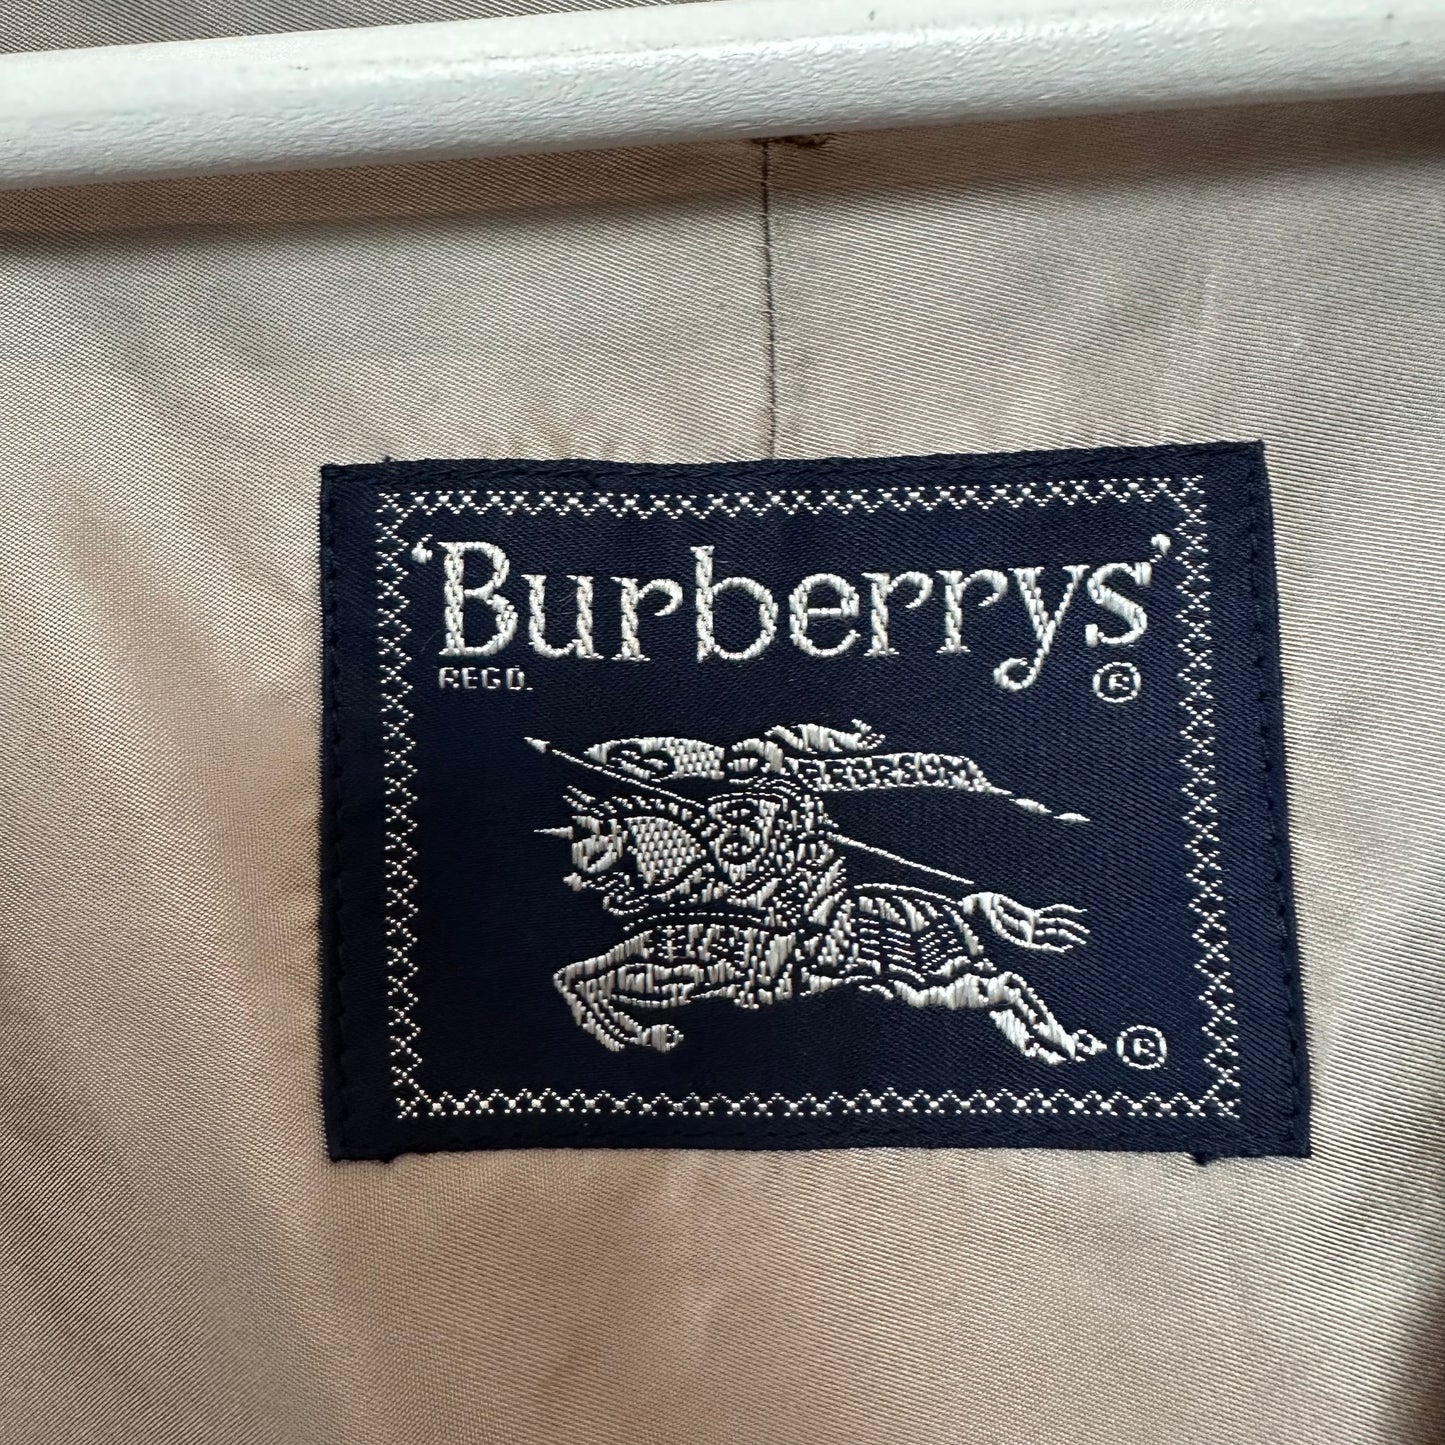 'Burberrys'
REGD. ®
PRORSUM
®